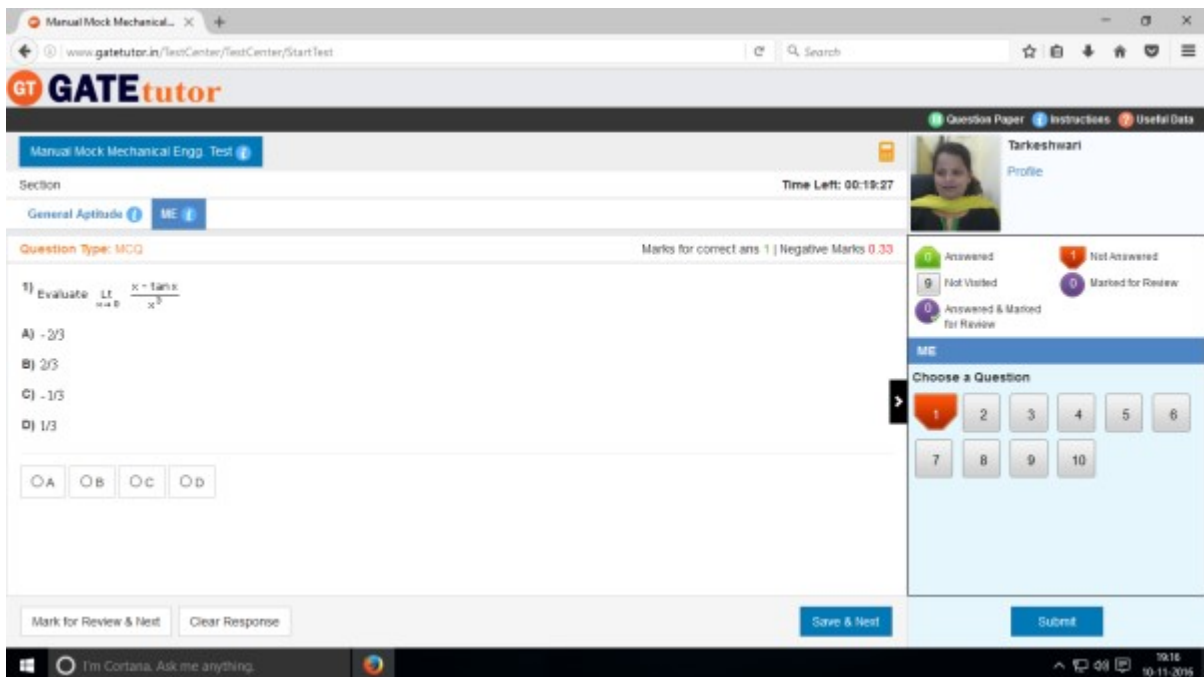 Manual Mock Mechanical... × +
www.gatetutor.in/TestCenter/TestCenter/StartTest
Search
GT GATEtutor
Question Paper Instructions Useful Data
Manual Mock Mechanical Engg. Test
Tarkeshwari
Profile
Section
Time Left: 00:19:27
General Aptitude ME
Question Type: MCQ
Marks for correct ans 1 | Negative Marks 0.33
1) Evaluate Lt x→0 x - tan x / x³
A) - 2/3
B) 2/3
C) - 1/3
D) 1/3
A B C D
0 Answered
1 Not Answered
9 Not Visited
0 Marked for Review
0 Answered & Marked
for Review
ME
Choose a Question
1 2 3 4 5 6
7 8 9 10
Mark for Review & Next
Clear Response
Save & Next
Submit
I'm Cortana. Ask me anything.
19:16
10-11-2016